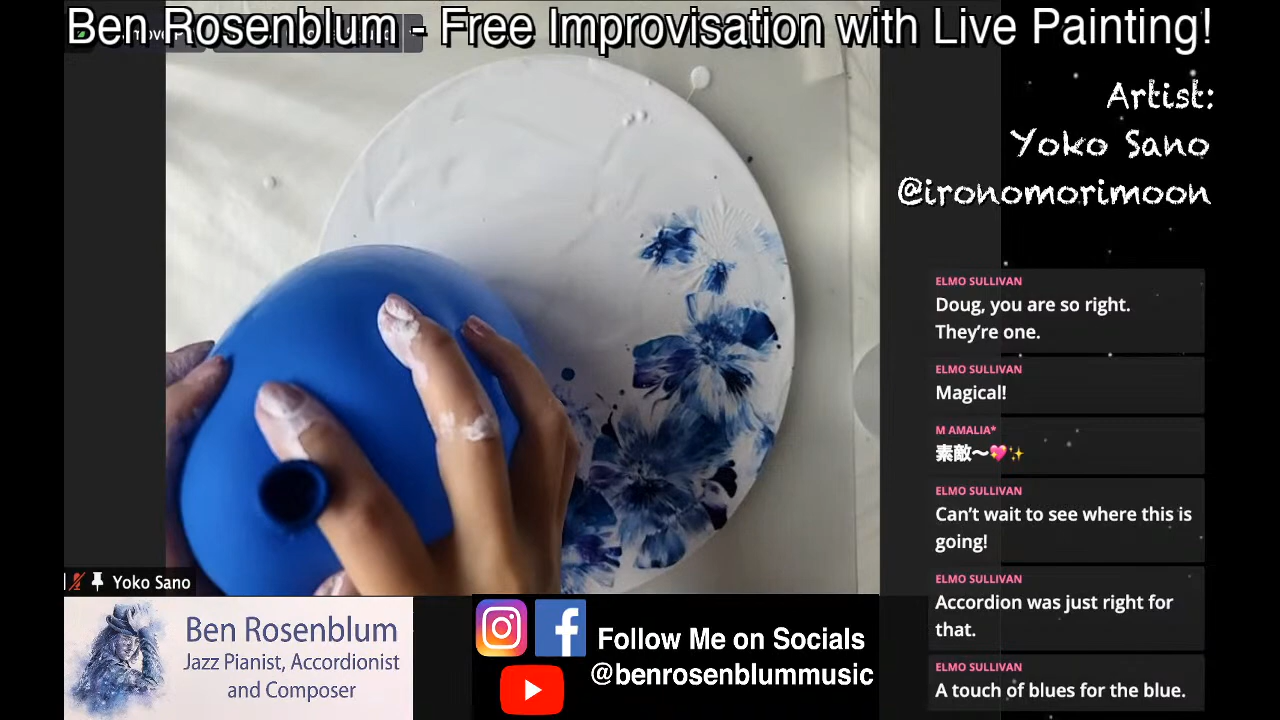 Ben Rosenblum - Free Improvisation with Live Painting!
Artist:
Yoko Sano
@ironomorimoon
ELMO SULLIVAN
Doug, you are so right.
They’re one.
ELMO SULLIVAN
Magical!
M AMALIA*
素敵〜💖✨
ELMO SULLIVAN
Can’t wait to see where this is
going!
ELMO SULLIVAN
Accordion was just right for
that.
ELMO SULLIVAN
A touch of blues for the blue.
Yoko Sano
Ben Rosenblum
Jazz Pianist, Accordionist
and Composer
Follow Me on Socials
@benrosenblummusic